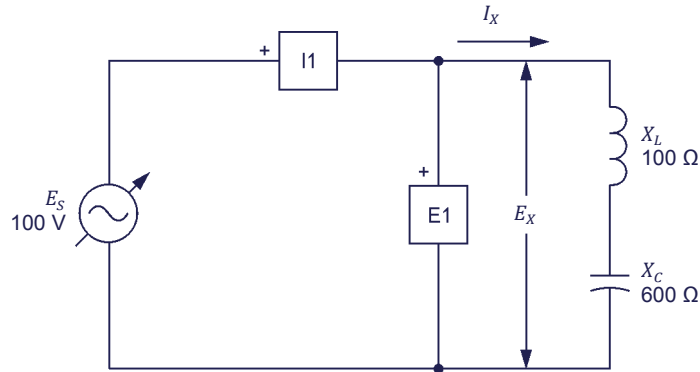 I_X
+
I1
X_L
100 Ω
+
E1
E_X
E_S
100 V
X_C
600 Ω